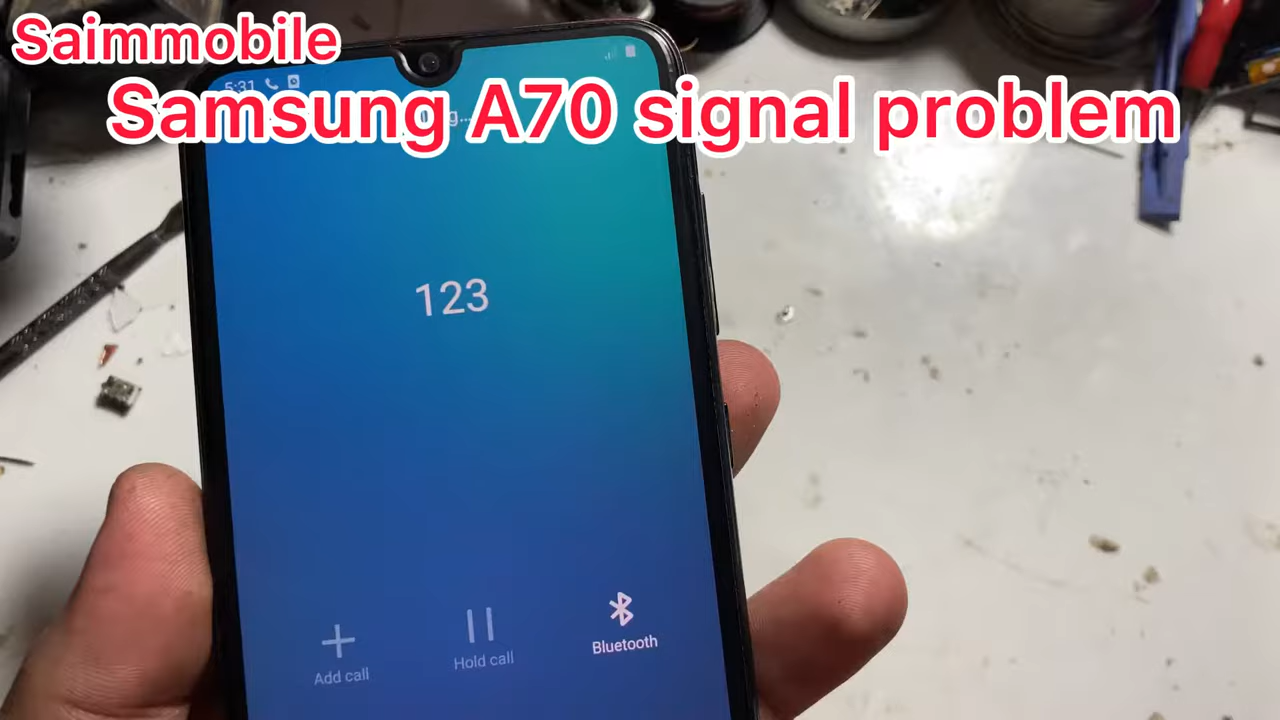 Saimmobile
5:31
Samsung A70 signal problem
123
Add call
Hold call
Bluetooth